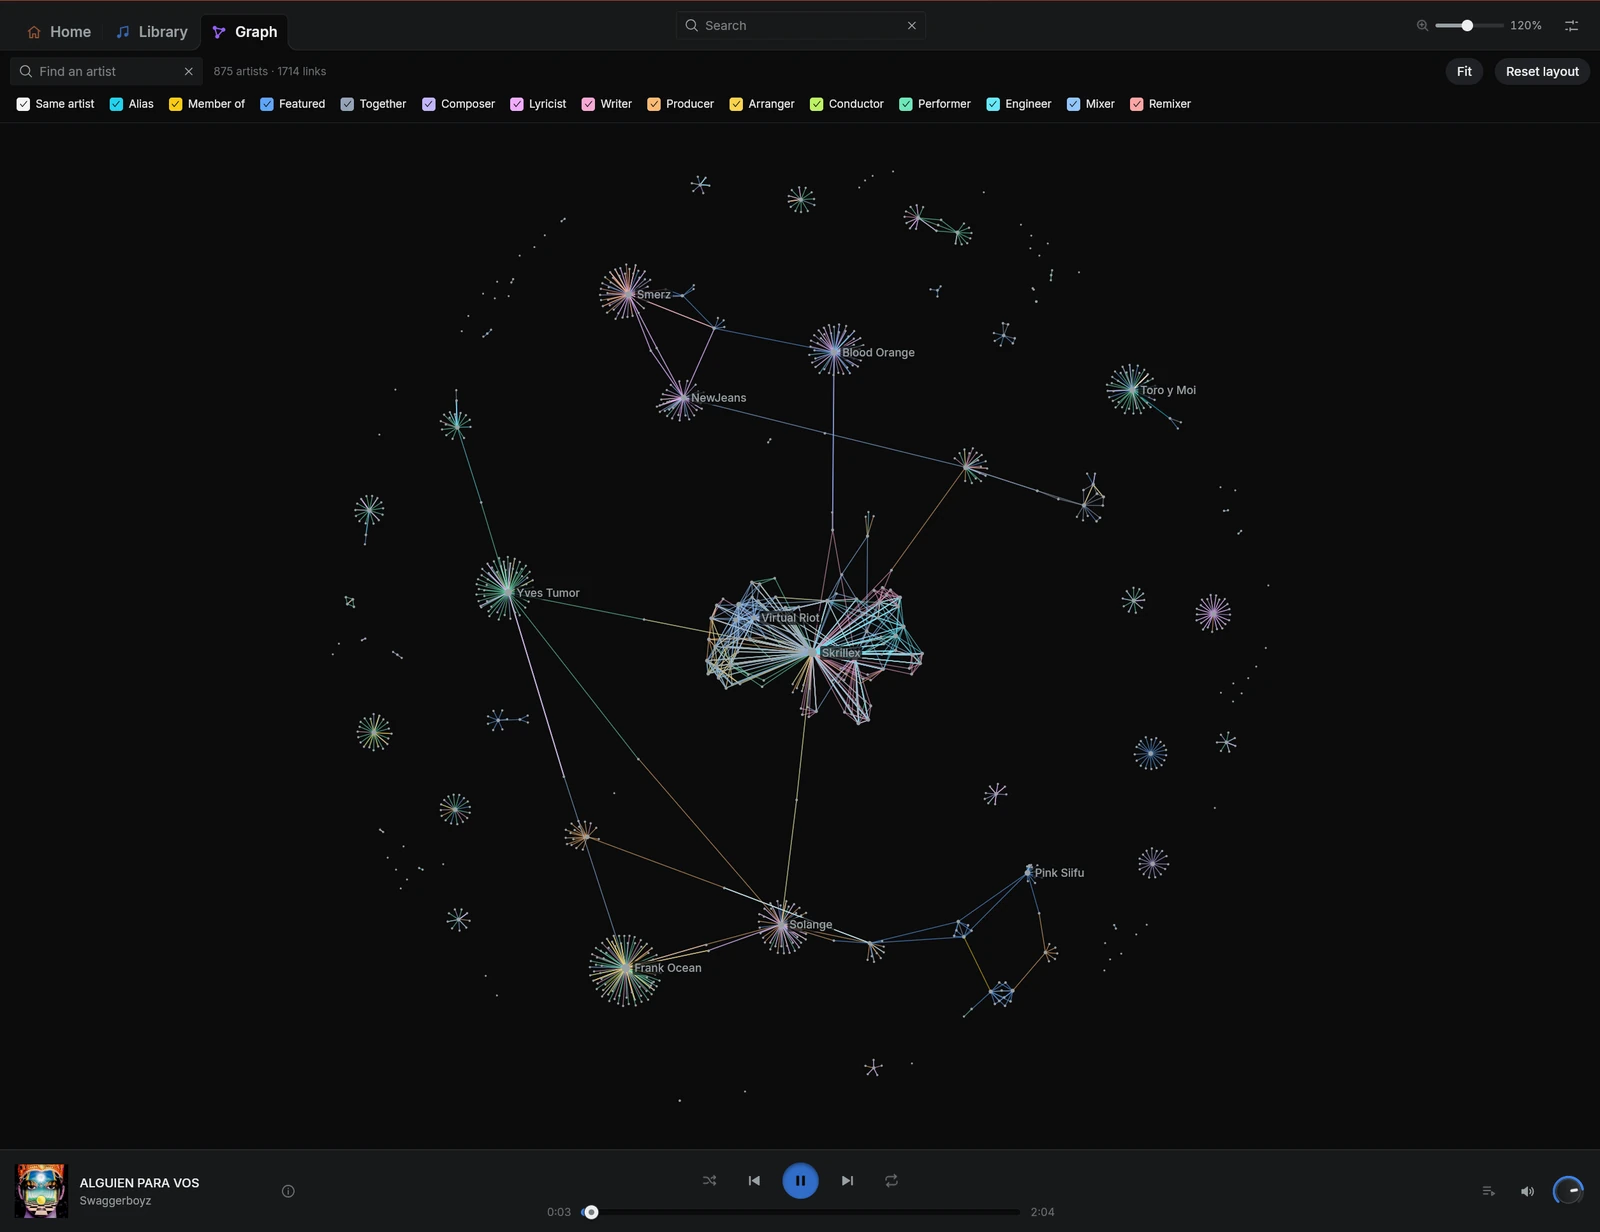 Home
Library
Graph
Search
120%
Find an artist
875 artists · 1714 links
Fit
Reset layout
Same artist
Alias
Member of
Featured
Together
Composer
Lyricist
Writer
Producer
Arranger
Conductor
Performer
Engineer
Mixer
Remixer
Smerz
Blood Orange
Toro y Moi
NewJeans
Yves Tumor
Virtual Riot
Skrillex
Pink Siifu
Solange
Frank Ocean
ALGUIEN PARA VOS
Swaggerboyz
0:03
2:04